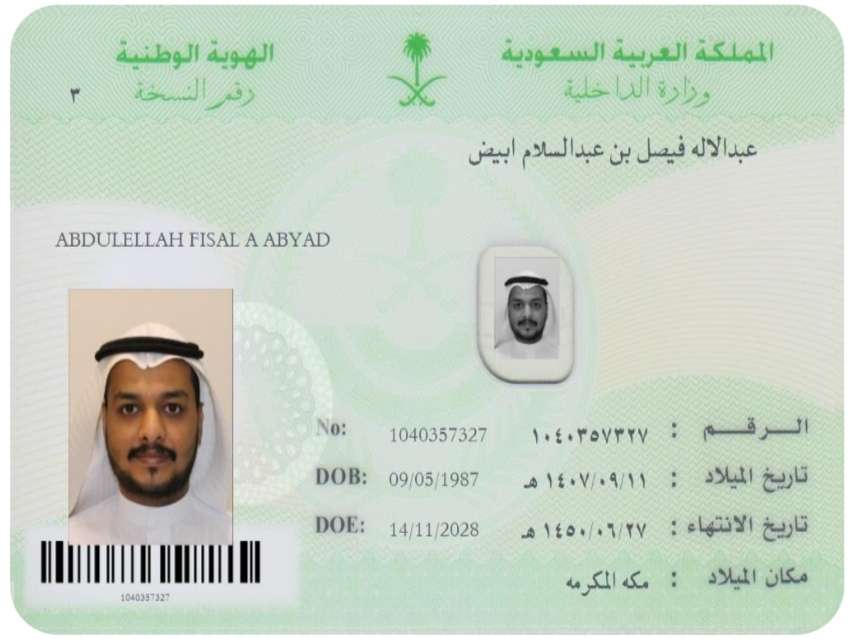 المملكة العربية السعودية
الهوية الوطنية
وزارة الداخلية
رقم النسخة ٣
عبدالاله فيصل بن عبدالسلام ابيض
ABDULELLAH FISAL A ABYAD
الرقم : ١٠٤٠٣٥٧٣٢٧
No: 1040357327
تاريخ الميلاد : ١٤٠٧/٠٩/١١ هـ
DOB: 09/05/1987
تاريخ الانتهاء : ١٤٥٠/٠٦/٢٧ هـ
DOE: 14/11/2028
مكان الميلاد : مكه المكرمه
1040357327